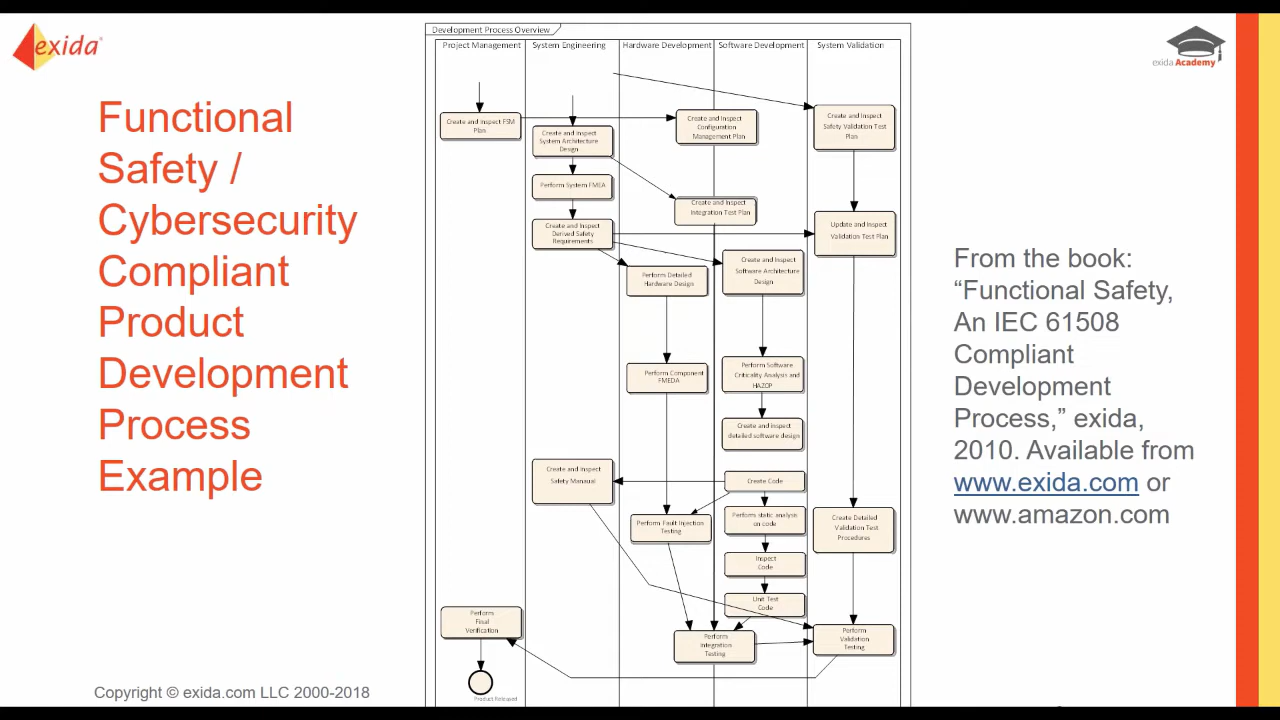 exida
Functional
Safety /
Cybersecurity
Compliant
Product
Development
Process
Example
Copyright © exida.com LLC 2000-2018
Development Process Overview
Project Management
System Engineering
Hardware Development
Software Development
System Validation
Create and Inspect FSM
Plan
Create and Inspect
System Architecture
Design
Create and Inspect
Configuration
Management Plan
Create and Inspect
Safety Validation Test
Plan
Perform System FMEA
Create and Inspect
Integration Test Plan
Create and Inspect
Derived Safety
Requirements
Update and Inspect
Validation Test Plan
Perform Detailed
Hardware Design
Create and Inspect
Software Architecture
Design
Perform Component
FMEDA
Perform Software
Criticality Analysis and
HAZOP
Create and inspect
detailed software design
Create and Inspect
Safety Manaual
Create Code
Perform Fault Injection
Testing
Perform static analysis
on code
Create Detailed
Validation Test
Procedures
Inspect
Code
Unit Test
Code
Perform
Final
Verification
Perform
Integration
Testing
Perform
Validation
Testing
Product Released
exida Academy
From the book:
“Functional Safety,
An IEC 61508
Compliant
Development
Process,” exida,
2010. Available from
www.exida.com or
www.amazon.com